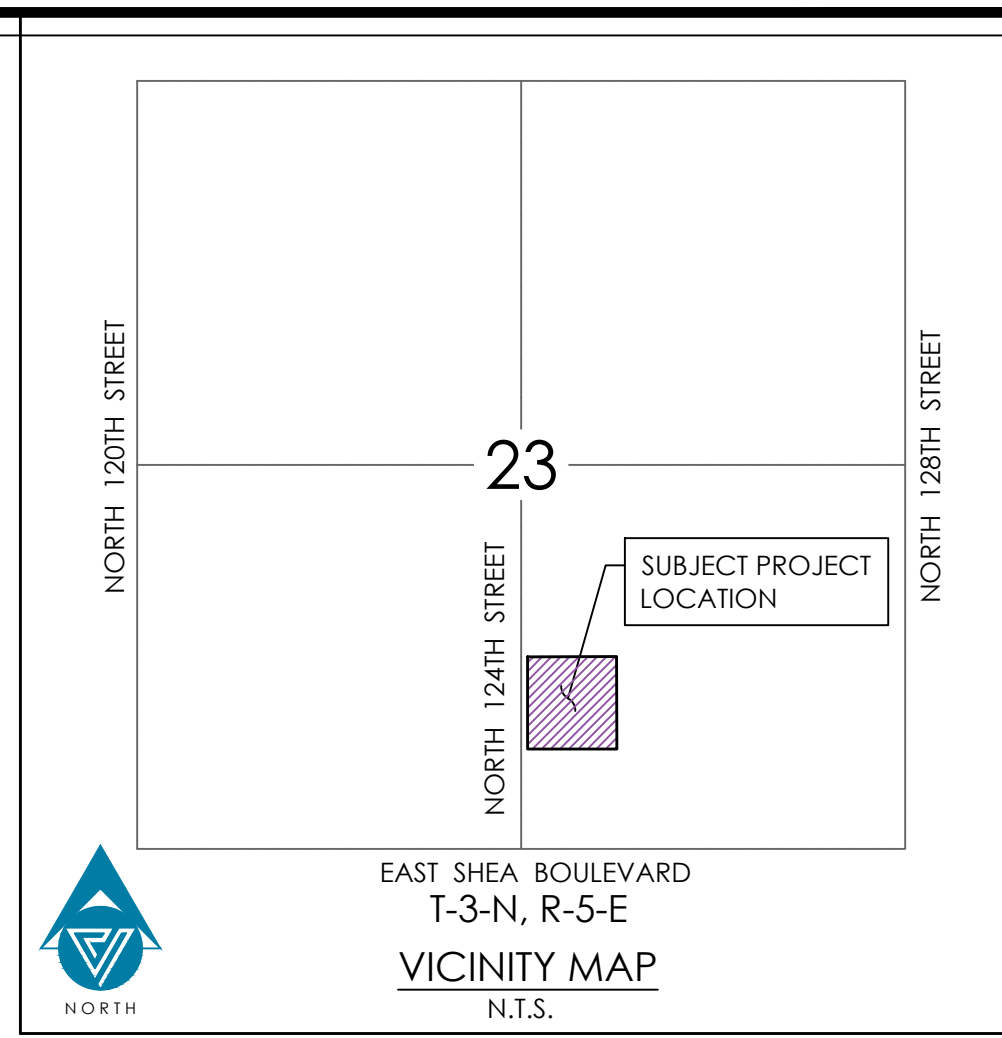 NORTH 120TH STREET
23
NORTH 128TH STREET
NORTH 124TH STREET
SUBJECT PROJECT
LOCATION
EAST SHEA BOULEVARD
T-3-N, R-5-E
VICINITY MAP
N.T.S.
NORTH